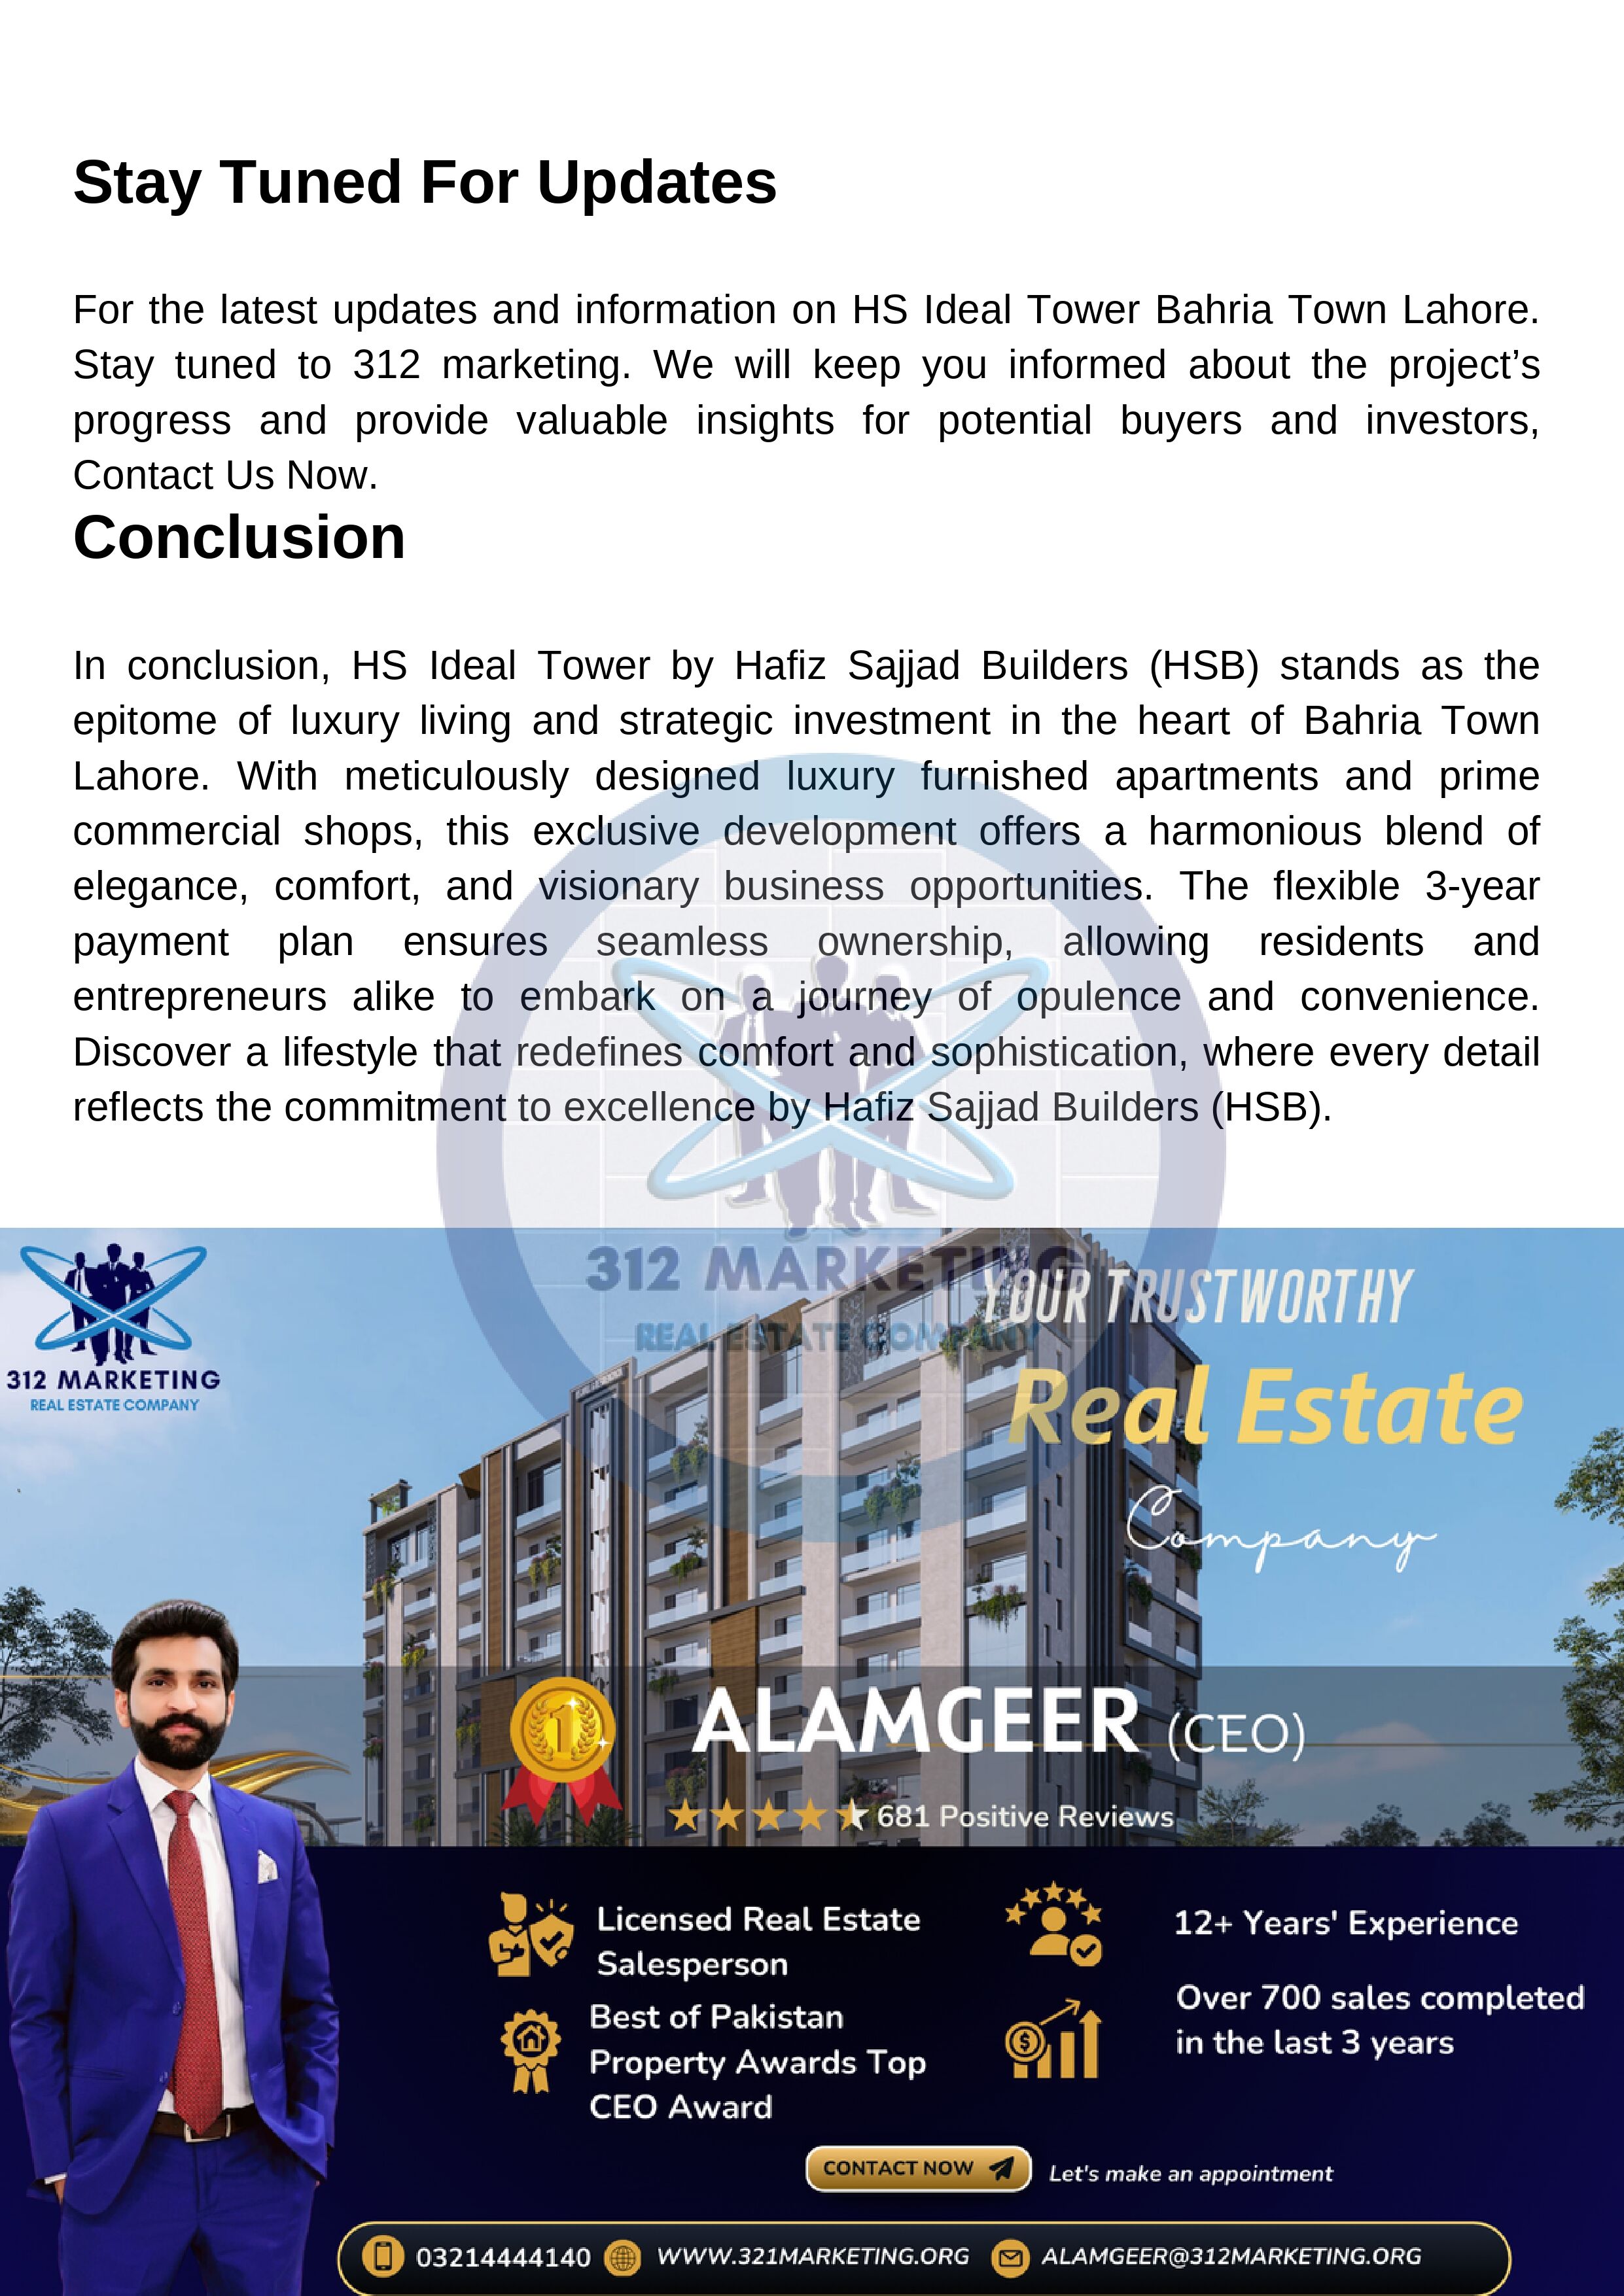 Stay Tuned For Updates
For the latest updates and information on HS Ideal Tower Bahria Town Lahore.
Stay tuned to 312 marketing. We will keep you informed about the project’s
progress and provide valuable insights for potential buyers and investors,
Contact Us Now.
Conclusion
In conclusion, HS Ideal Tower by Hafiz Sajjad Builders (HSB) stands as the
epitome of luxury living and strategic investment in the heart of Bahria Town
Lahore. With meticulously designed luxury furnished apartments and prime
commercial shops, this exclusive development offers a harmonious blend of
elegance, comfort, and visionary business opportunities. The flexible 3-year
payment plan ensures seamless ownership, allowing residents and
entrepreneurs alike to embark on a journey of opulence and convenience.
Discover a lifestyle that redefines comfort and sophistication, where every detail
reflects the commitment to excellence by Hafiz Sajjad Builders (HSB).
312 MARKETING
REAL ESTATE COMPANY
312 MARKETING
REAL ESTATE COMPANY
YOUR TRUSTWORTHY
Real Estate
Company
ALAMGEER (CEO)
681 Positive Reviews
Licensed Real Estate
Salesperson
12+ Years' Experience
Best of Pakistan
Property Awards Top
CEO Award
Over 700 sales completed
in the last 3 years
CONTACT NOW
Let's make an appointment
03214444140
WWW.321MARKETING.ORG
ALAMGEER@312MARKETING.ORG